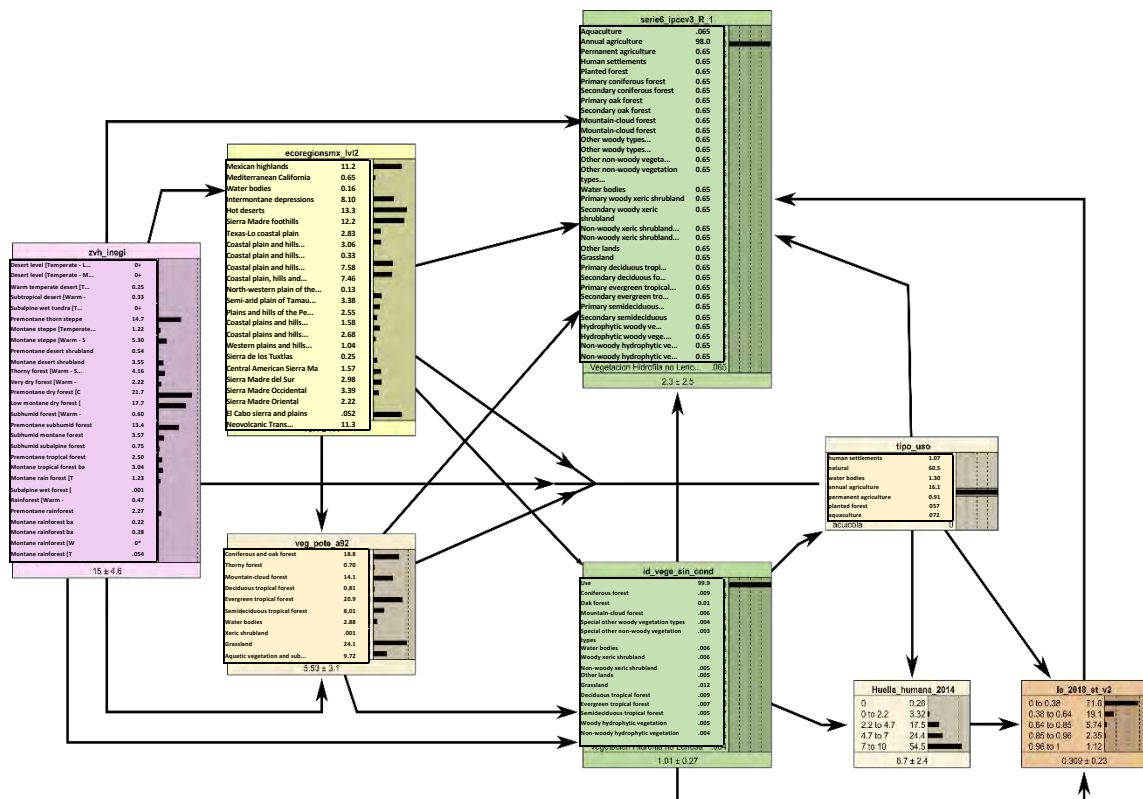 serie6_ipccv3_R_1
Aquaculture .065
Annual agriculture 98.0
Permanent agriculture 0.65
Human settlements 0.65
Planted forest 0.65
Primary coniferous forest 0.65
Secondary coniferous forest 0.65
Primary oak forest 0.65
Secondary oak forest 0.65
Mountain-cloud forest 0.65
Mountain-cloud forest 0.65
Other woody types... 0.65
Other woody types... 0.65
Other non-woody vegeta... 0.65
Other non-woody vegetation 0.65
types...
Water bodies 0.65
Primary woody xeric shrubland 0.65
Secondary woody xeric 0.65
shrubland
Non-woody xeric shrubland... 0.65
Non-woody xeric shrubland... 0.65
Other lands 0.65
Grassland 0.65
Primary deciduous tropi... 0.65
Secondary deciduous fo... 0.65
Primary evergreen tropical... 0.65
Secondary evergreen tro... 0.65
Primary semideciduous... 0.65
Secondary semideciduous 0.65
Hydrophytic woody ve... 0.65
Hydrophytic woody vege.... 0.65
Non-woody hydrophytic ve... 0.65
Non-woody hydrophytic ve... 0.65
Vegetacion Hidrofila no Leno... .065
2.3 ± 2.5
ecoregionsmx_lvl2
Mexican highlands 11.2
Mediterranean California 0.65
Water bodies 0.16
Intermontane depressions 8.10
Hot deserts 13.3
Sierra Madre foothills 12.2
Texas-Lo coastal plain 2.83
Coastal plain and hills... 3.06
Coastal plain and hills... 0.33
Coastal plain and hills... 7.58
Coastal plain, hills and... 7.46
North-western plain of the... 0.13
Semi-arid plain of Tamau... 3.38
Plains and hills of the Pe... 2.55
Coastal plains and hills... 1.58
Coastal plains and hills... 2.68
Western plains and hills... 1.04
Sierra de los Tuxtlas 0.25
Central American Sierra Ma 1.57
Sierra Madre del Sur 2.98
Sierra Madre Occidental 3.39
Sierra Madre Oriental 2.22
El Cabo sierra and plains .052
Neovolcanic Trans... 11.3
zvh_inegi
Desert level [Temperate - L... 0+
Desert level [Temperate - M... 0+
Warm temperate desert [T... 0.25
Subtropical desert [Warm - 0.33
Subalpine wet tundra [T... 0+
Premontane thorn steppe 14.7
Montane steppe [Temperate... 1.22
Montane steppe [Warm - S 5.30
Premontane desert shrubland 0.54
Montane desert shrubland 3.55
Thorny forest [Warm - S... 4.16
Very dry forest [Warm - 2.22
Premontane dry forest [C 21.7
Low montane dry forest [ 17.7
Subhumid forest [Warm - 0.60
Premontane subhumid forest 13.4
Subhumid montane forest 3.57
Subhumid subalpine forest 0.75
Premontane tropical forest 2.50
Montane tropical forest ba 3.04
Montane rain forest [T 1.23
Subalpine wet forest [ .001
Rainforest [Warm - 0.47
Premontane rainforest 2.27
Montane rainforest ba 0.22
Montane rainforest ba 0.28
Montane rainforest [W 0*
Montane rainforest [T .054
15 ± 4.6
tipo_uso
human settlements 1.07
natural 60.5
water bodies 1.30
annual agriculture 16.1
permanent agriculture 0.91
planted forest 057
aquaculture 072
acuicola 0
veg_pote_a92
Coniferous and oak forest 18.8
Thorny forest 0.70
Mountain-cloud forest 14.1
Deciduous tropical forest 0.81
Evergreen tropical forest 20.9
Semideciduous tropical forest 8.01
Water bodies 2.88
Xeric shrubland .001
Grassland 24.1
Aquatic vegetation and sub... 9.72
5.53 ± 3.1
id_vege_sin_cond
Use 99.9
Coniferous forest .009
Oak forest 0.01
Mountain-cloud forest .006
Special other woody vegetation types .004
Special other non-woody vegetation .003
types
Water bodies .006
Woody xeric shrubland .006
Non-woody xeric shrubland .005
Other lands .005
Grassland .012
Deciduous tropical forest .009
Evergreen tropical forest .007
Semideciduous tropical forest .005
Woody hydrophytic vegetation .005
Non-woody hydrophytic vegetation .004
1.01 ± 0.27
Huella_humana_2014
0 0.26
0 to 2.2 3.32
2.2 to 4.7 17.5
4.7 to 7 24.4
7 to 10 54.5
6.7 ± 2.4
ie_2018_st_v2
0 to 0.38 71.6
0.38 to 0.64 19.1
0.64 to 0.85 5.74
0.85 to 0.96 2.35
0.96 to 1 1.12
0.309 ± 0.23